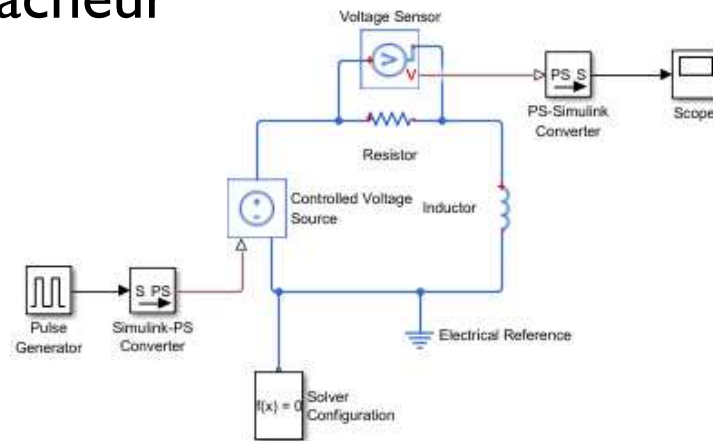 acheur
Voltage Sensor
V
V
PS S
PS-Simulink
Converter
Scope
Resistor
Controlled Voltage
Source
Inductor
S PS
Pulse
Generator
Simulink-PS
Converter
Electrical Reference
f(x) = 0
Solver
Configuration